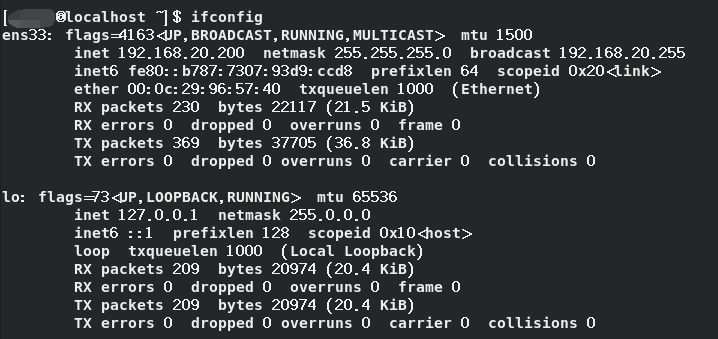 [@localhost ~]$ ifconfig
ens33: flags=4163<UP,BROADCAST,RUNNING,MULTICAST>  mtu 1500
        inet 192.168.20.200  netmask 255.255.255.0  broadcast 192.168.20.255
        inet6 fe80::b787:7307:93d9:ccd8  prefixlen 64  scopeid 0x20<link>
        ether 00:0c:29:96:57:40  txqueuelen 1000  (Ethernet)
        RX packets 230  bytes 22117 (21.5 KiB)
        RX errors 0  dropped 0  overruns 0  frame 0
        TX packets 369  bytes 37705 (36.8 KiB)
        TX errors 0  dropped 0 overruns 0  carrier 0  collisions 0
lo: flags=73<UP,LOOPBACK,RUNNING>  mtu 65536
        inet 127.0.0.1  netmask 255.0.0.0
        inet6 ::1  prefixlen 128  scopeid 0x10<host>
        loop  txqueuelen 1000  (Local Loopback)
        RX packets 209  bytes 20974 (20.4 KiB)
        RX errors 0  dropped 0  overruns 0  frame 0
        TX packets 209  bytes 20974 (20.4 KiB)
        TX errors 0  dropped 0 overruns 0  carrier 0  collisions 0